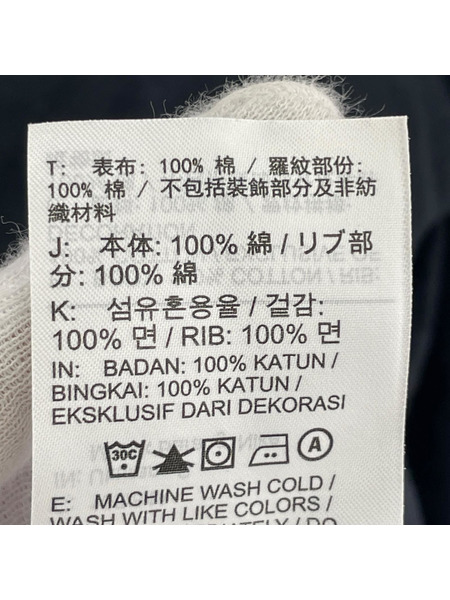 T: 表布: 100% 棉 / 羅紋部份:
100% 棉 / 不包括裝飾部分及非紡
織材料
J: 本体: 100% 綿 / リブ部
分: 100% 綿
K: 섬유혼용율 / 겉감:
100% 면 / RIB: 100% 면
IN: BADAN: 100% KATUN /
BINGKAI: 100% KATUN /
EKSKLUSIF DARI DEKORASI
30C A
E: MACHINE WASH COLD /
WASH WITH LIKE COLORS /